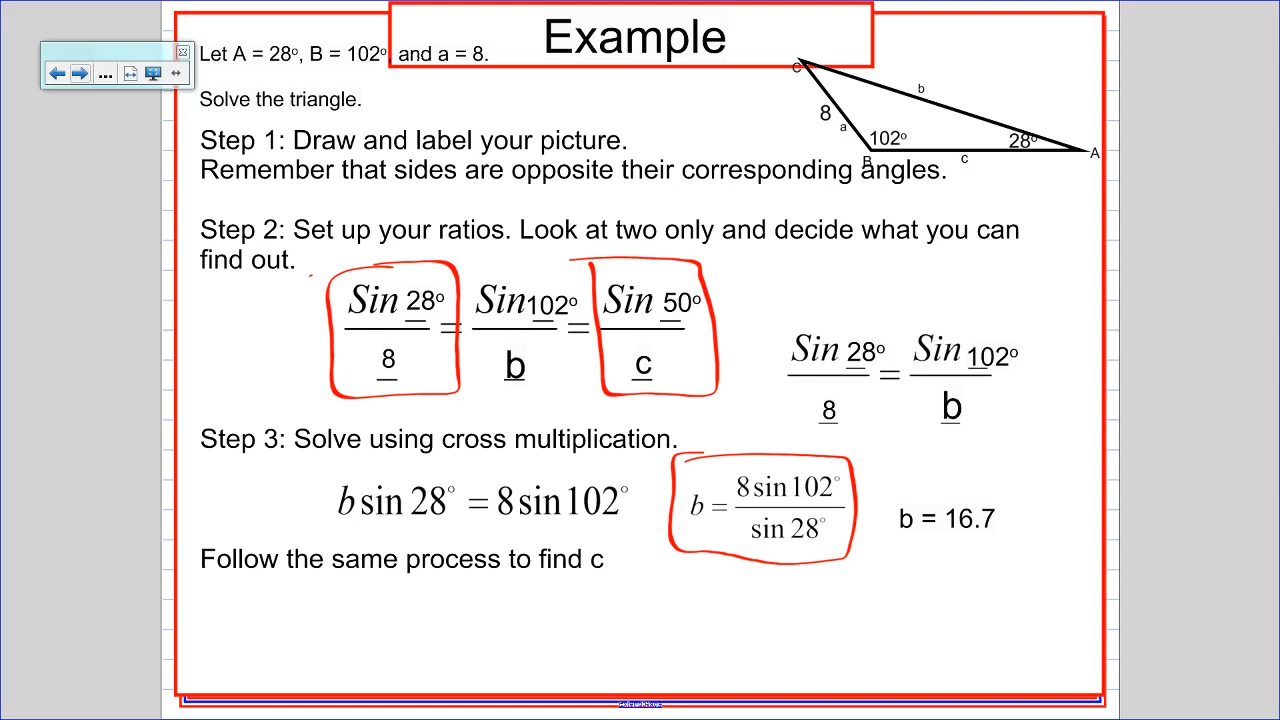 Example
Let A = 28°, B = 102°, and a = 8.
Solve the triangle.
C
b
8
a
102°
28°
B
c
A
Step 1: Draw and label your picture.
Remember that sides are opposite their corresponding angles.
Step 2: Set up your ratios. Look at two only and decide what you can
find out.
Sin 28° = Sin 102° = Sin 50°
8 b c
Sin 28° = Sin 102°
8 b
Step 3: Solve using cross multiplication.
b sin 28° = 8 sin 102°
b = 8 sin 102° / sin 28°
b = 16.7
Follow the same process to find c